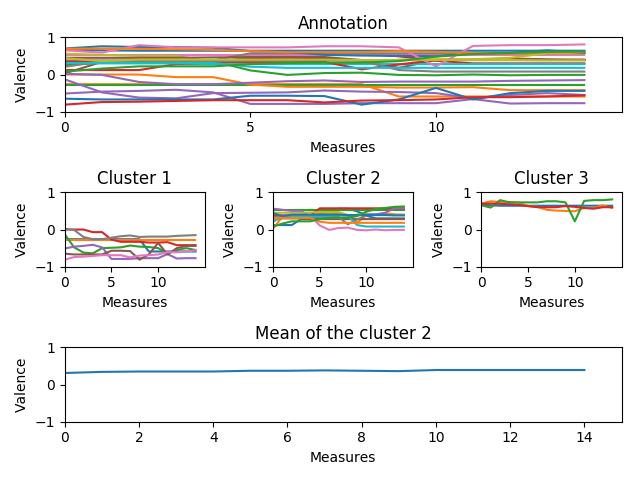 Annotation
Valence
1
0
−1
0 5 10
Measures
Cluster 1 Cluster 2 Cluster 3
Valence Valence Valence
1 1 1
0 0 0
−1 −1 −1
0 5 10 0 5 10 0 5 10
Measures Measures Measures
Mean of the cluster 2
Valence
1
0
−1
0 2 4 6 8 10 12 14
Measures